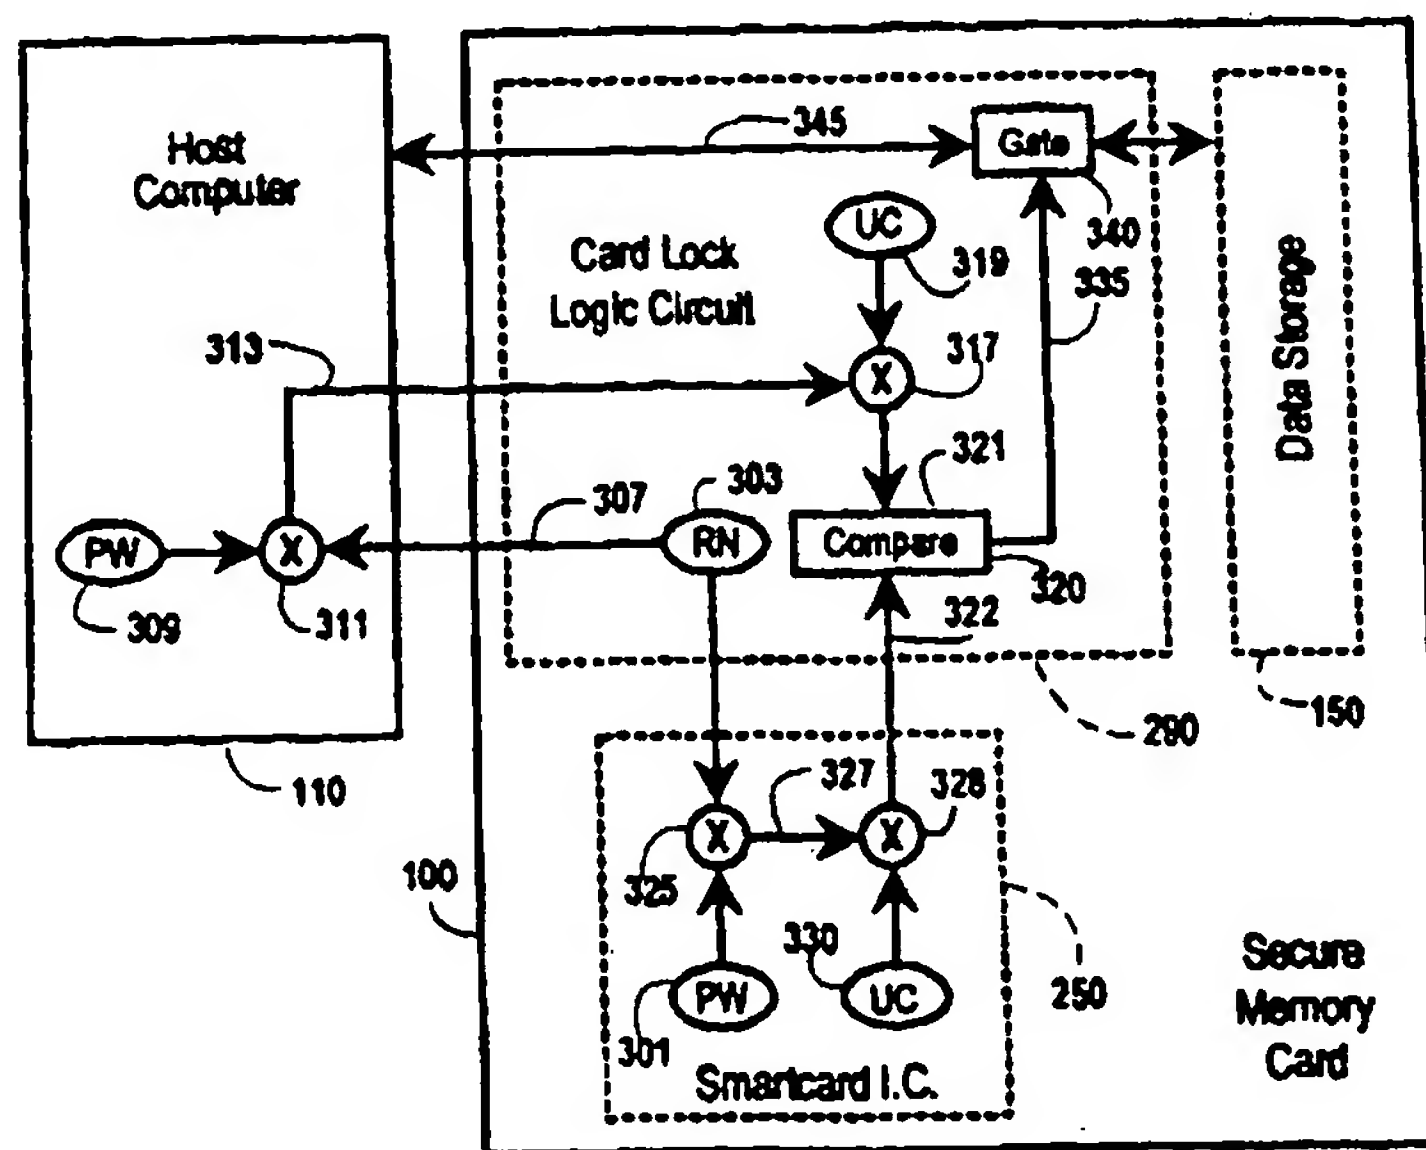 345
Gate
Host
Computer
UC
340
Card Lock
Logic Circuit
319
335
Data Storage
313
X
317
321
307
303
PW
X
RN
Compare
320
309
311
322
150
290
110
327
328
X
X
100
325
330
250
PW
UC
301
Smartcard I.C.
Secure
Memory
Card